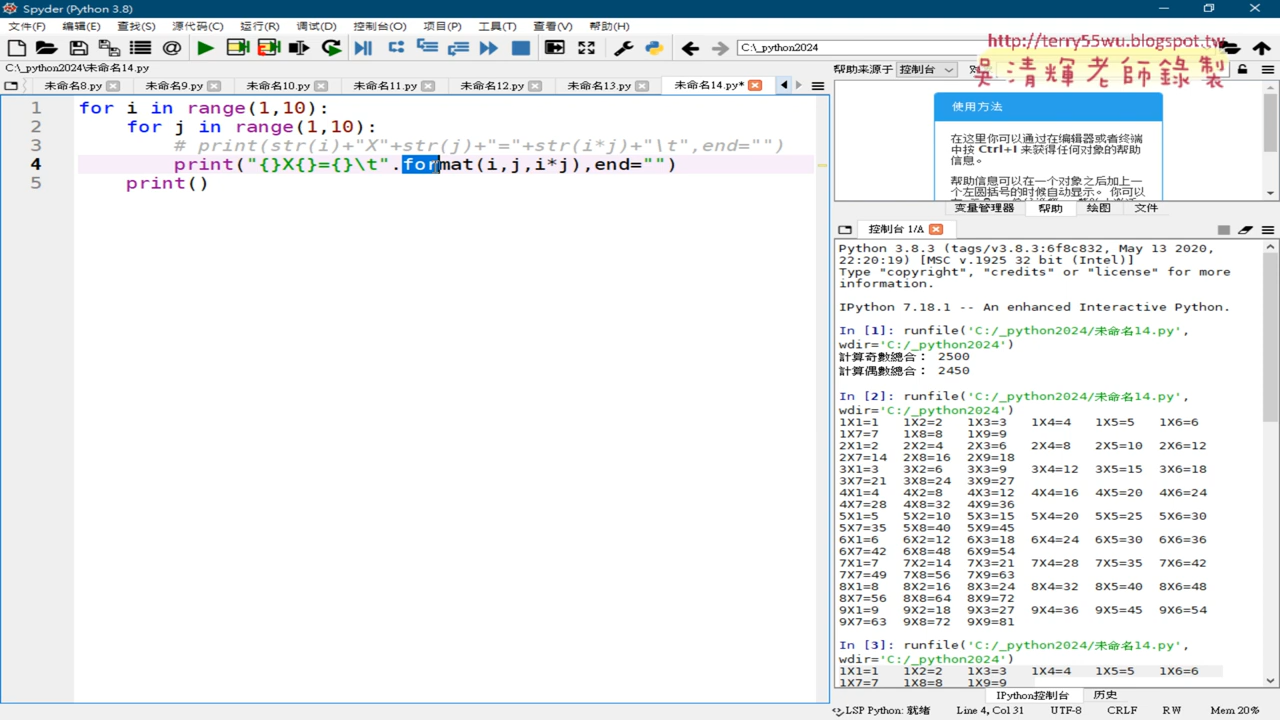 Spyder (Python 3.8)
文件(F) 编辑(E) 查找(S) 源代码(C) 运行(R) 调试(D) 控制台(O) 项目(P) 工具(T) 查看(V) 帮助(H)
C:\_python2024
http://terry55wu.blogspot.tw
吳清輝老師錄製
C:\_python2024\未命名14.py
未命名8.py 未命名9.py 未命名10.py 未命名11.py 未命名12.py 未命名13.py 未命名14.py*
1 for i in range(1,10):
2 for j in range(1,10):
3 # print(str(i)+"X"+str(j)+"="+str(i*j)+"\t",end="")
4 print("{}X{}={}\t".format(i,j,i*j),end="")
5 print()
帮助来源于 控制台
使用方法
在这里你可以通过在编辑器或者终端
中按 Ctrl+I 来获得任何对象的帮助
信息。
帮助信息可以在一个对象之后加上一
个左圆括号的时候自动显示。 你可以
变量管理器 帮助 绘图 文件
控制台 1/A
Python 3.8.3 (tags/v3.8.3:6f8c832, May 13 2020,
22:20:19) [MSC v.1925 32 bit (Intel)]
Type "copyright", "credits" or "license" for more
information.
IPython 7.18.1 -- An enhanced Interactive Python.
In [1]: runfile('C:/_python2024/未命名14.py',
wdir='C:/_python2024')
計算奇數總合： 2500
計算偶數總合： 2450
In [2]: runfile('C:/_python2024/未命名14.py',
wdir='C:/_python2024')
1X1=1 1X2=2 1X3=3 1X4=4 1X5=5 1X6=6
1X7=7 1X8=8 1X9=9
2X1=2 2X2=4 2X3=6 2X4=8 2X5=10 2X6=12
2X7=14 2X8=16 2X9=18
3X1=3 3X2=6 3X3=9 3X4=12 3X5=15 3X6=18
3X7=21 3X8=24 3X9=27
4X1=4 4X2=8 4X3=12 4X4=16 4X5=20 4X6=24
4X7=28 4X8=32 4X9=36
5X1=5 5X2=10 5X3=15 5X4=20 5X5=25 5X6=30
5X7=35 5X8=40 5X9=45
6X1=6 6X2=12 6X3=18 6X4=24 6X5=30 6X6=36
6X7=42 6X8=48 6X9=54
7X1=7 7X2=14 7X3=21 7X4=28 7X5=35 7X6=42
7X7=49 7X8=56 7X9=63
8X1=8 8X2=16 8X3=24 8X4=32 8X5=40 8X6=48
8X7=56 8X8=64 8X9=72
9X1=9 9X2=18 9X3=27 9X4=36 9X5=45 9X6=54
9X7=63 9X8=72 9X9=81
In [3]: runfile('C:/_python2024/未命名14.py',
wdir='C:/_python2024')
1X1=1 1X2=2 1X3=3 1X4=4 1X5=5 1X6=6
1X7=7 1X8=8 1X9=9
IPython控制台 历史
LSP Python: 就绪 Line 4, Col 31 UTF-8 CRLF RW Mem 20%